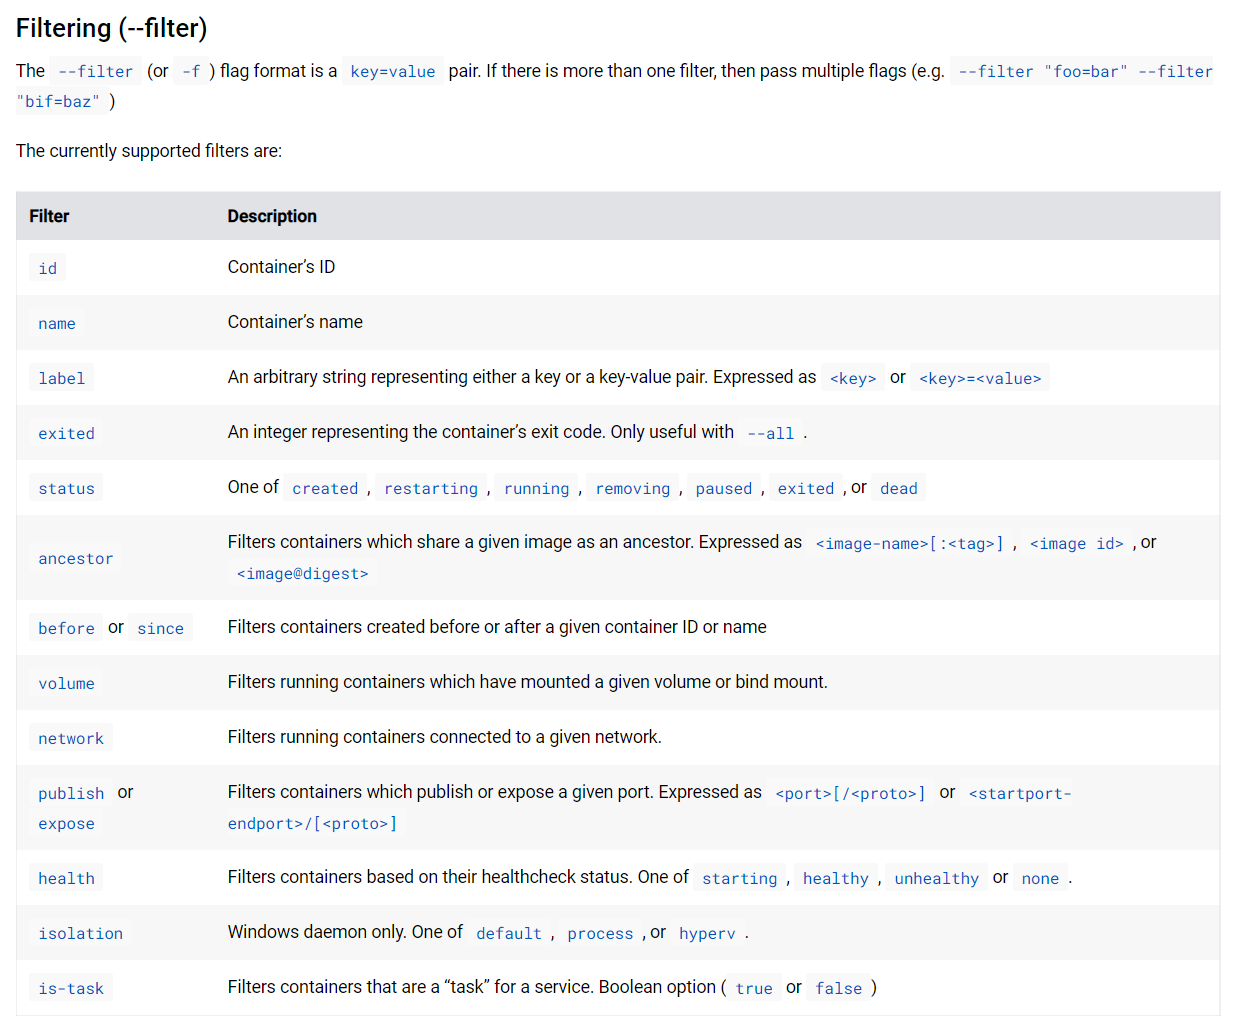 Filtering (--filter)
The --filter (or -f ) flag format is a key=value pair. If there is more than one filter, then pass multiple flags (e.g. --filter "foo=bar" --filter
"bif=baz" )
The currently supported filters are:
Filter Description
id Container’s ID
name Container’s name
label An arbitrary string representing either a key or a key-value pair. Expressed as <key> or <key>=<value>
exited An integer representing the container’s exit code. Only useful with --all .
status One of created , restarting , running , removing , paused , exited , or dead
ancestor Filters containers which share a given image as an ancestor. Expressed as <image-name>[:<tag>] , <image id> , or
<image@digest>
before or since Filters containers created before or after a given container ID or name
volume Filters running containers which have mounted a given volume or bind mount.
network Filters running containers connected to a given network.
publish or Filters containers which publish or expose a given port. Expressed as <port>[/<proto>] or <startport-
expose endport>/[<proto>]
health Filters containers based on their healthcheck status. One of starting , healthy , unhealthy or none .
isolation Windows daemon only. One of default , process , or hyperv .
is-task Filters containers that are a “task” for a service. Boolean option ( true or false )